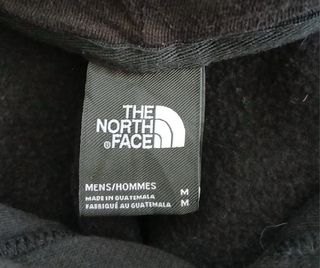 THE
NORTH
® FACE
MENS/HOMMES M
MADE IN GUATEMALA M
FABRIQUÉ AU GUATEMALA